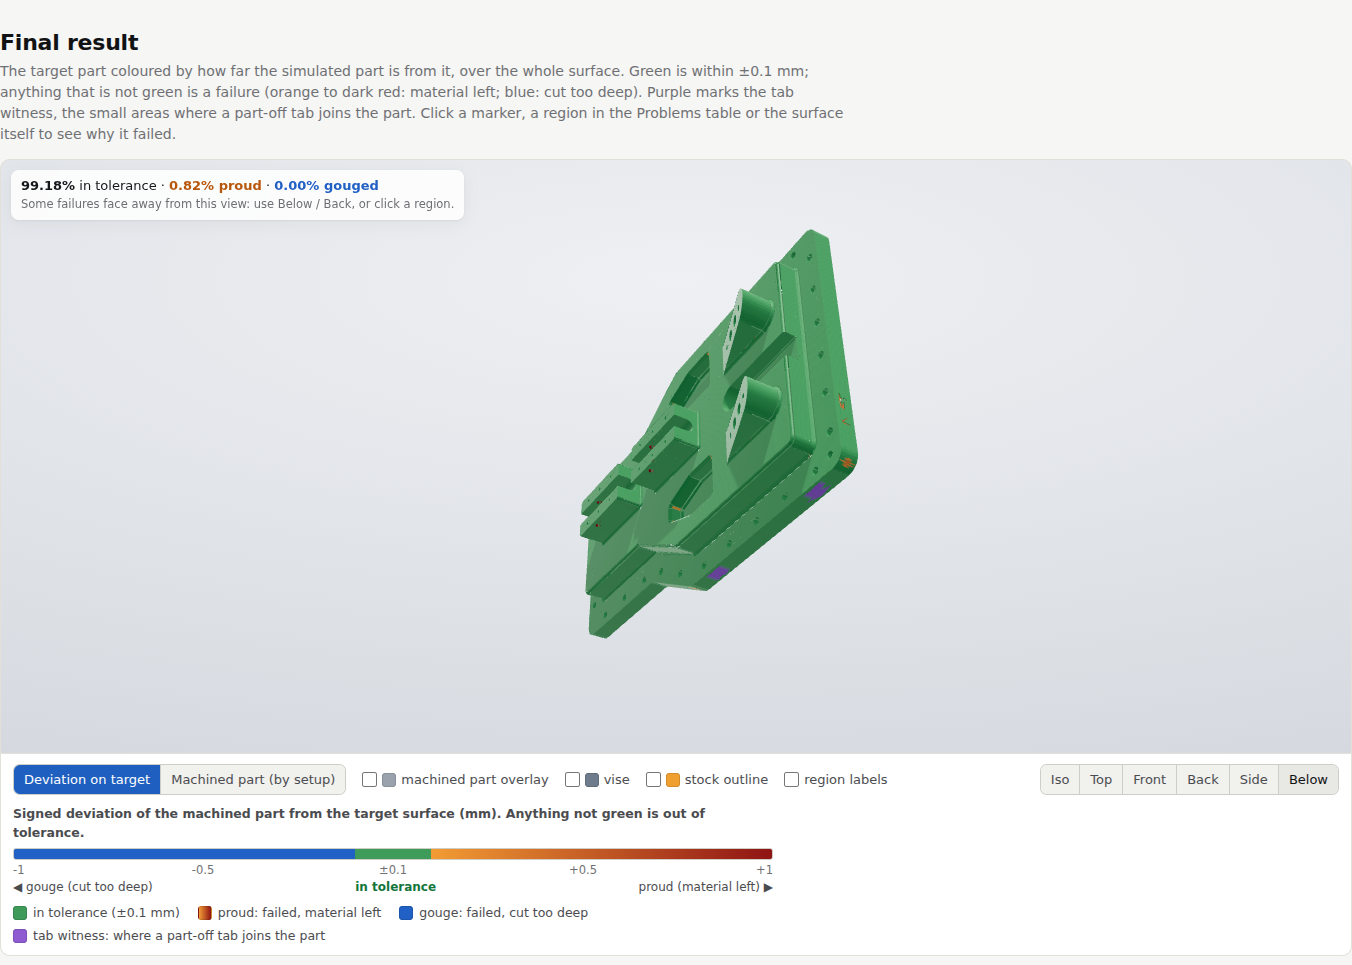 Final result
The target part coloured by how far the simulated part is from it, over the whole surface. Green is within ±0.1 mm;
anything that is not green is a failure (orange to dark red: material left; blue: cut too deep). Purple marks the tab
witness, the small areas where a part-off tab joins the part. Click a marker, a region in the Problems table or the surface
itself to see why it failed.
99.18% in tolerance · 0.82% proud · 0.00% gouged
Some failures face away from this view: use Below / Back, or click a region.
Deviation on target Machined part (by setup) machined part overlay vise stock outline region labels Iso Top Front Back Side Below
Signed deviation of the machined part from the target surface (mm). Anything not green is out of
tolerance.
-1 -0.5 ±0.1 +0.5 +1
◀ gouge (cut too deep) in tolerance proud (material left) ▶
in tolerance (±0.1 mm) proud: failed, material left gouge: failed, cut too deep
tab witness: where a part-off tab joins the part